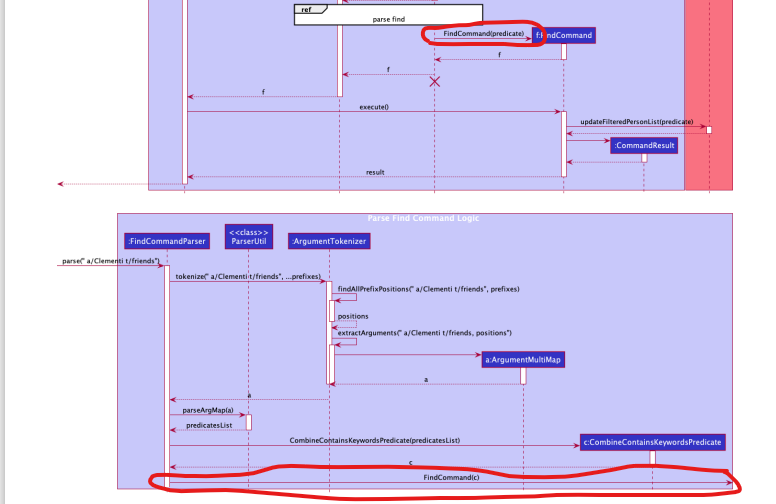 ref
parse find
FindCommand(predicate)
f:FindCommand
f
f
f
execute()
updateFilteredPersonList(predicate)
:CommandResult
result
Parse Find Command Logic
:FindCommandParser
<<class>>
ParserUtil
:ArgumentTokenizer
parse(" a/Clementi t/friends")
tokenize(" a/Clementi t/friends", ...prefixes)
findAllPrefixPositions(" a/Clementi t/friends", prefixes)
positions
extractArguments(" a/Clementi t/friends, positions")
a:ArgumentMultiMap
a
a
parseArgMap(a)
predicatesList
CombineContainsKeywordsPredicate(predicatesList)
c:CombineContainsKeywordsPredicate
c
FindCommand(c)